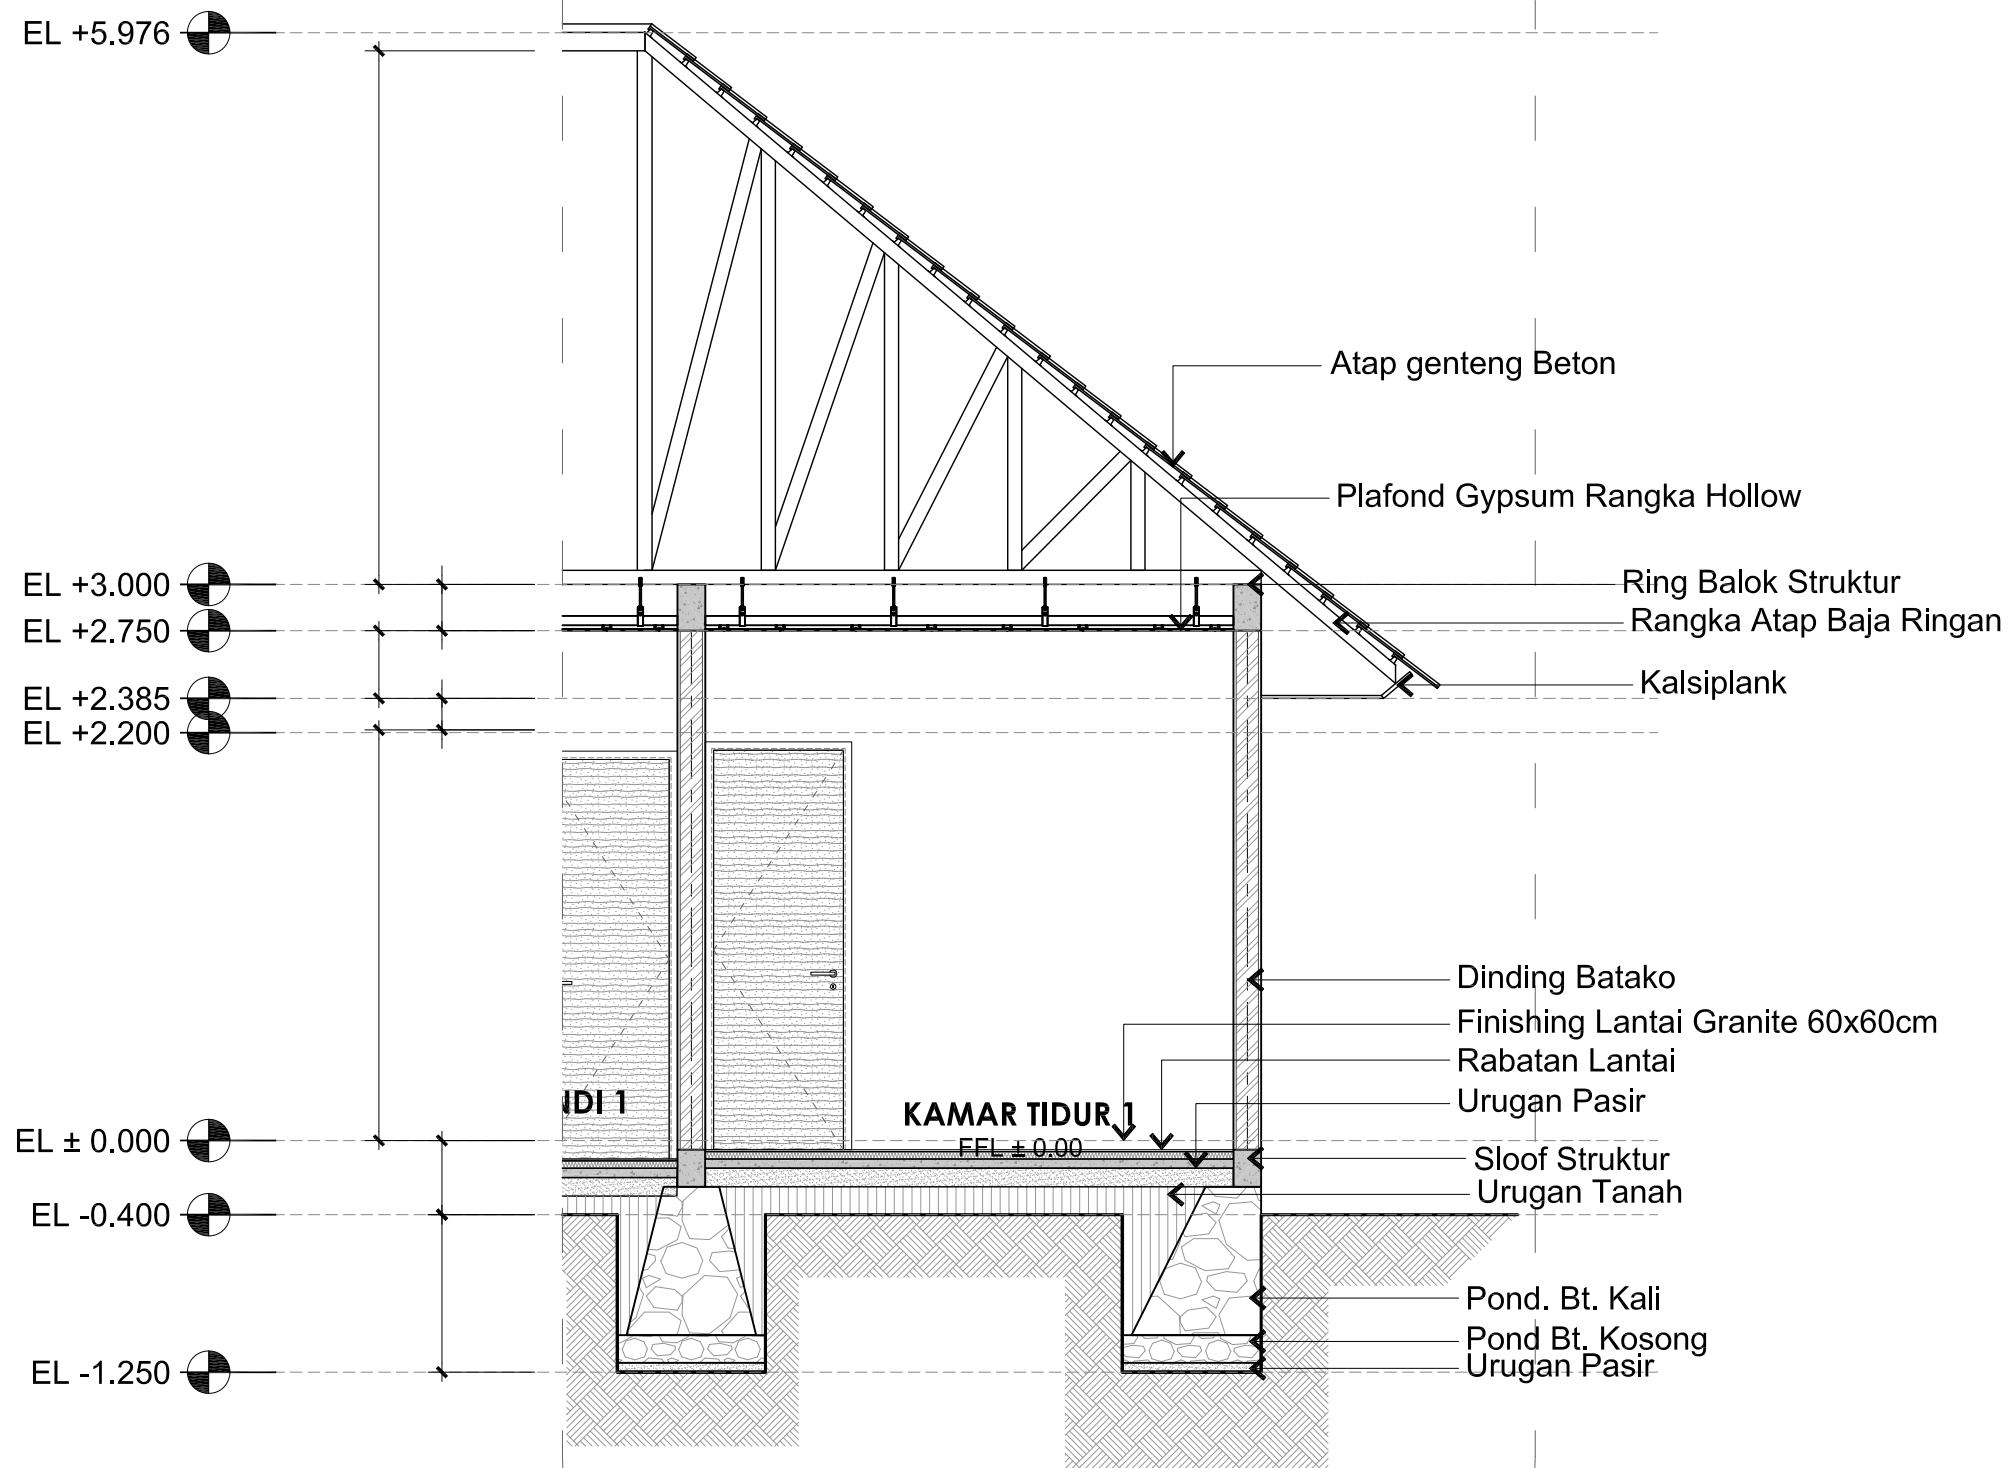 EL +5.976
Atap genteng Beton
Plafond Gypsum Rangka Hollow
EL +3.000
Ring Balok Struktur
Rangka Atap Baja Ringan
EL +2.750
Kalsiplank
EL +2.385
EL +2.200
Dinding Batako
Finishing Lantai Granite 60x60cm
Rabatan Lantai
Urugan Pasir
NDI 1
KAMAR TIDUR 1
FFL ± 0.00
EL ± 0.000
Sloof Struktur
Urugan Tanah
EL -0.400
Pond. Bt. Kali
Pond Bt. Kosong
Urugan Pasir
EL -1.250